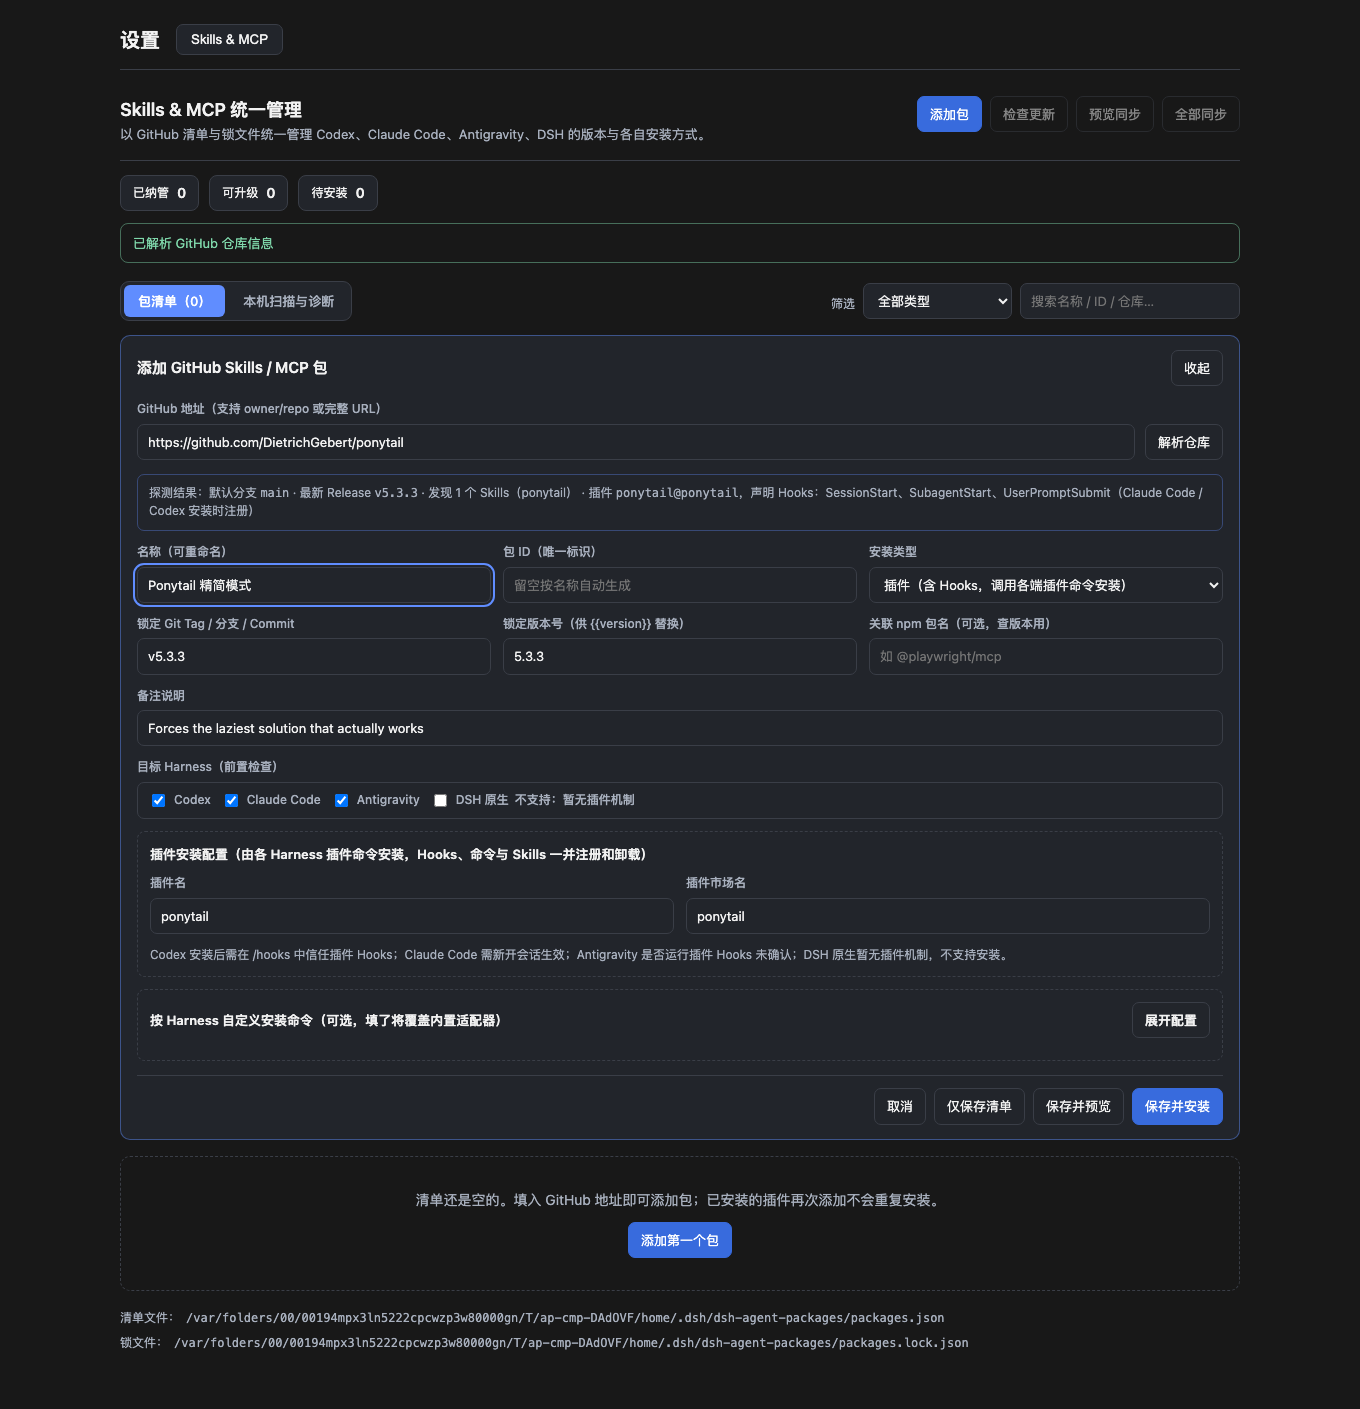 设置
Skills & MCP
Skills & MCP 统一管理
以 GitHub 清单与锁文件统一管理 Codex、Claude Code、Antigravity、DSH 的版本与各自安装方式。
添加包
检查更新
预览同步
全部同步
已纳管 0
可升级 0
待安装 0
已解析 GitHub 仓库信息
包清单（0）
本机扫描与诊断
筛选
全部类型
搜索名称 / ID / 仓库...
添加 GitHub Skills / MCP 包
收起
GitHub 地址（支持 owner/repo 或完整 URL）
https://github.com/DietrichGebert/ponytail
解析仓库
探测结果：默认分支 main · 最新 Release v5.3.3 · 发现 1 个 Skills（ponytail） · 插件 ponytail@ponytail，声明 Hooks：SessionStart、SubagentStart、UserPromptSubmit（Claude Code /
Codex 安装时注册）
名称（可重命名）
包 ID（唯一标识）
安装类型
Ponytail 精简模式
留空按名称自动生成
插件（含 Hooks，调用各端插件命令安装）
锁定 Git Tag / 分支 / Commit
锁定版本号（供 {{version}} 替换）
关联 npm 包名（可选，查版本用）
v5.3.3
5.3.3
如 @playwright/mcp
备注说明
Forces the laziest solution that actually works
目标 Harness（前置检查）
Codex
Claude Code
Antigravity
DSH 原生 不支持：暂无插件机制
插件安装配置（由各 Harness 插件命令安装，Hooks、命令与 Skills 一并注册和卸载）
插件名
插件市场名
ponytail
ponytail
Codex 安装后需在 /hooks 中信任插件 Hooks；Claude Code 需新开会话生效；Antigravity 是否运行插件 Hooks 未确认；DSH 原生暂无插件机制，不支持安装。
按 Harness 自定义安装命令（可选，填了将覆盖内置适配器）
展开配置
取消
仅保存清单
保存并预览
保存并安装
清单还是空的。填入 GitHub 地址即可添加包；已安装的插件再次添加不会重复安装。
添加第一个包
清单文件： /var/folders/00/00194mpx3ln5222cpcwzp3w80000gn/T/ap-cmp-DAdOVF/home/.dsh/dsh-agent-packages/packages.json
锁文件： /var/folders/00/00194mpx3ln5222cpcwzp3w80000gn/T/ap-cmp-DAdOVF/home/.dsh/dsh-agent-packages/packages.lock.json